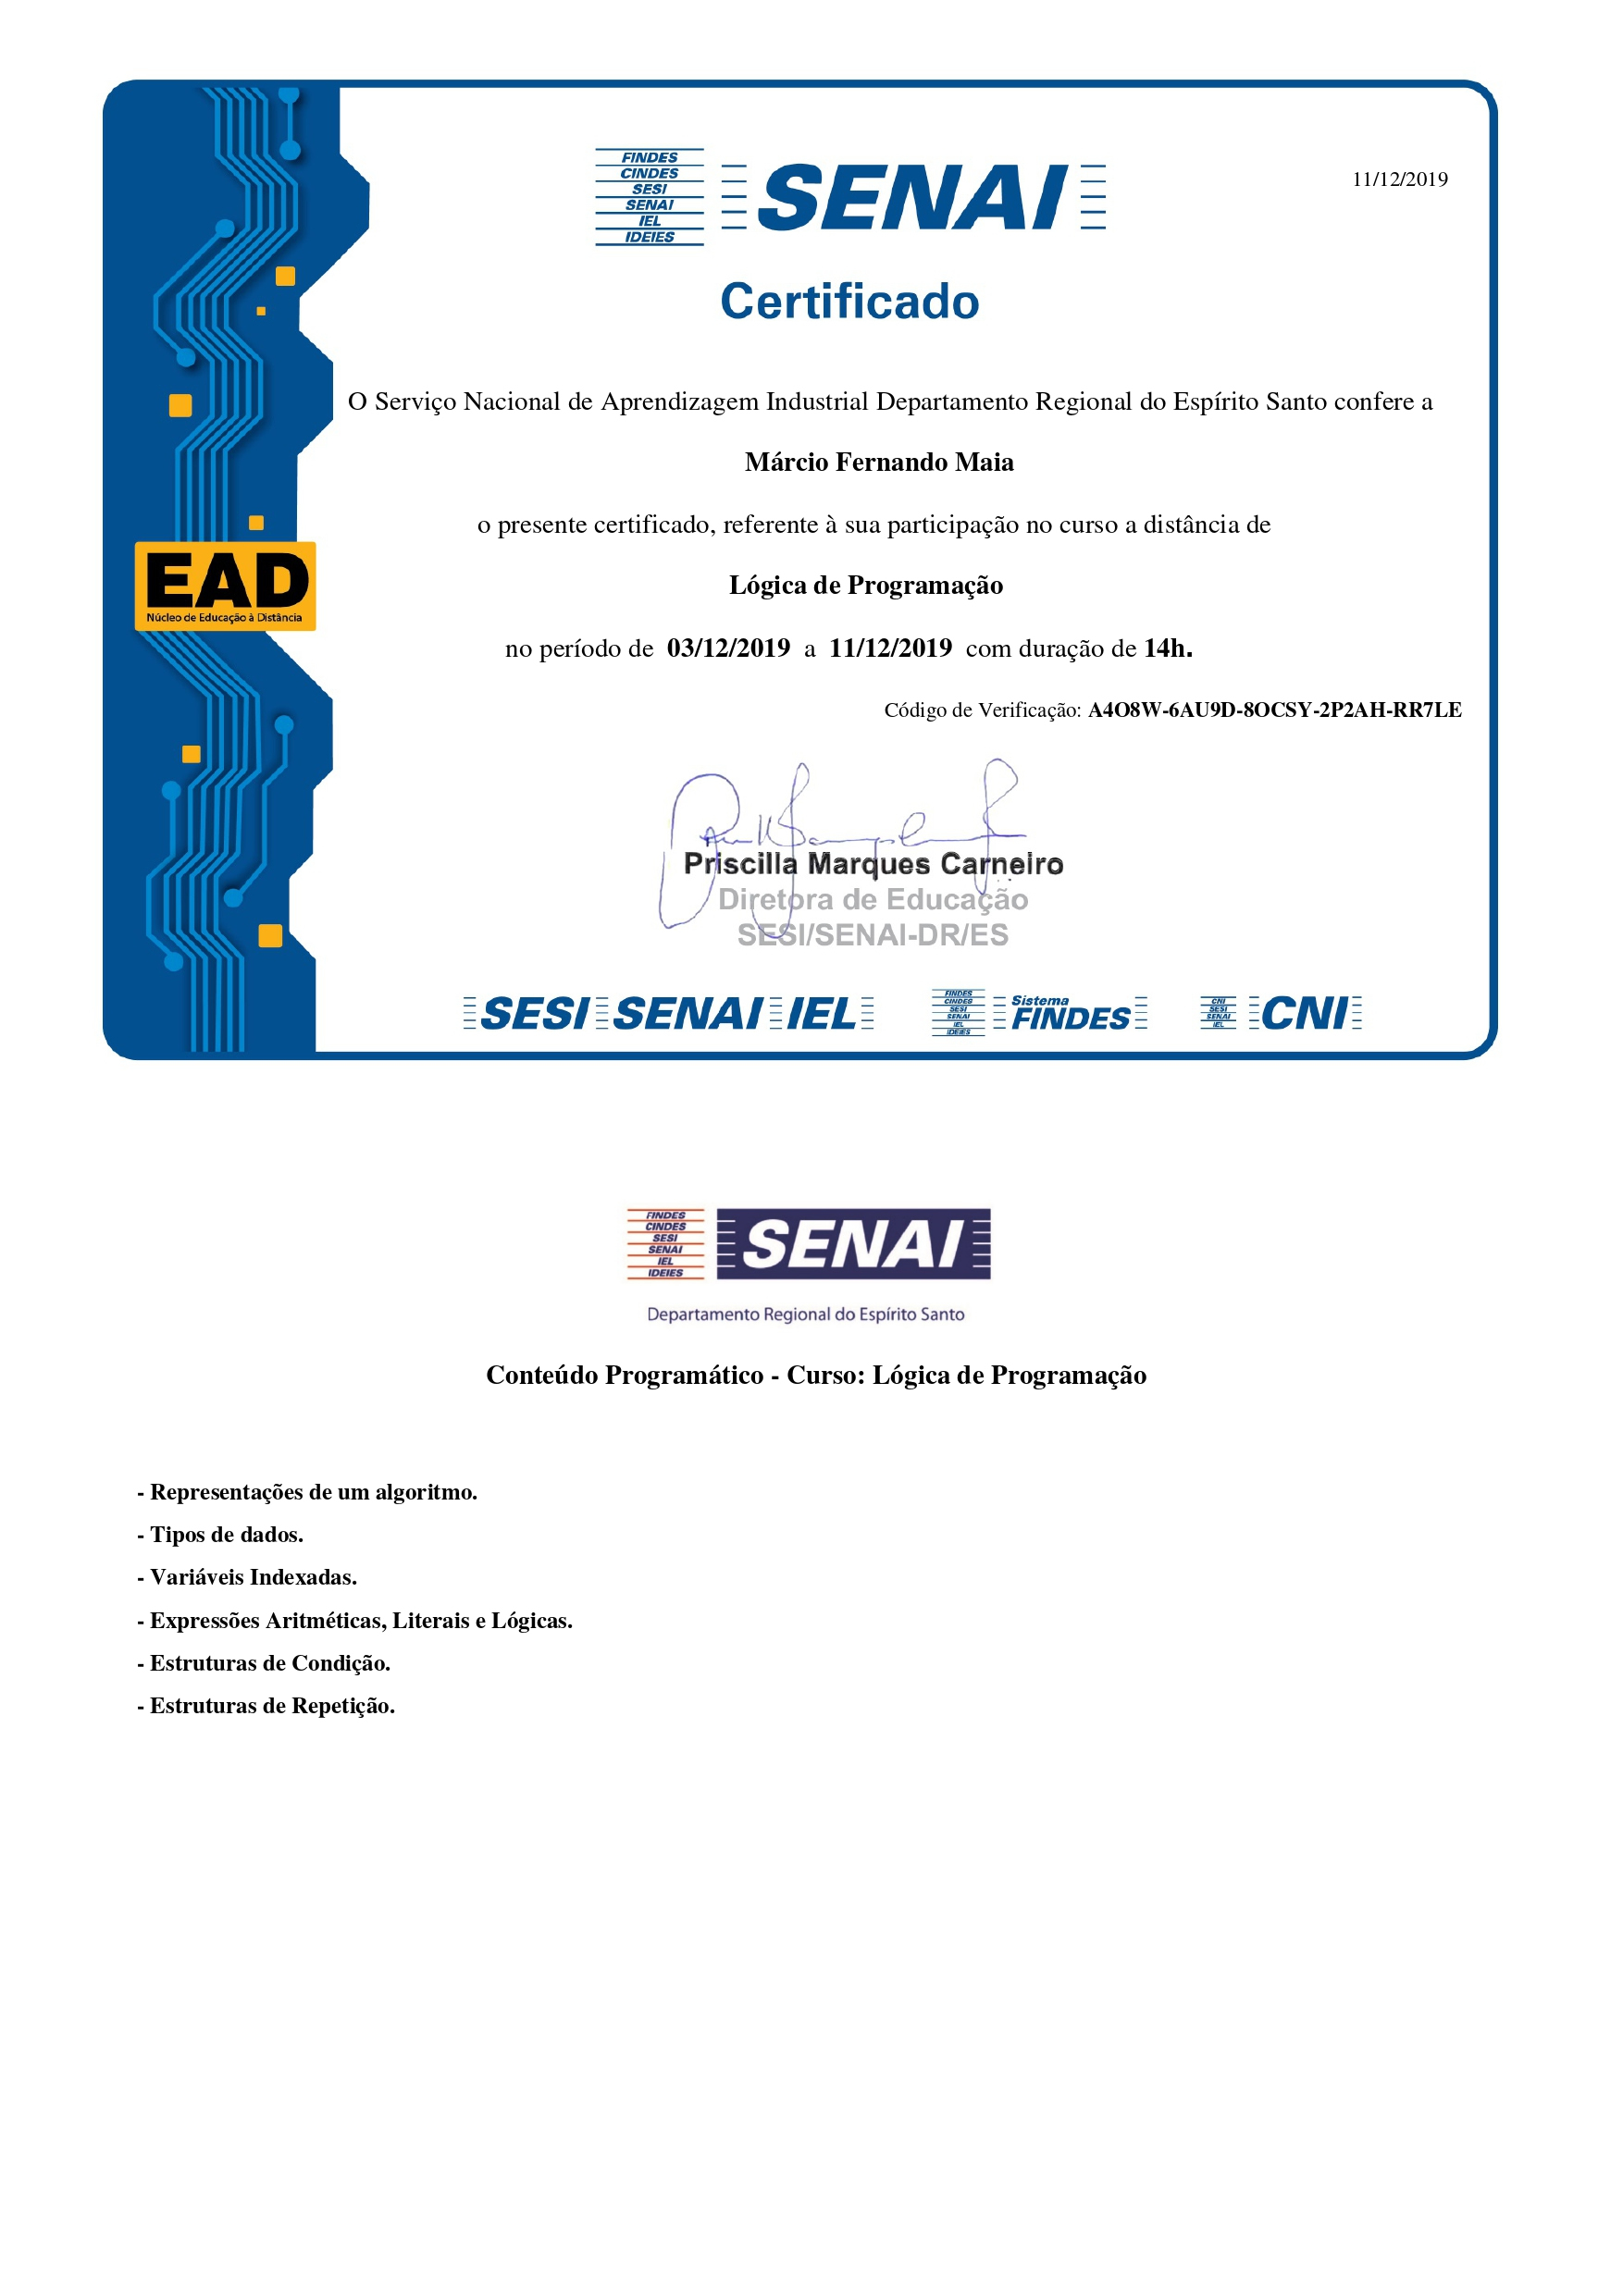 FINDES
CINDES
SESI
SENAI
IEL
IDEIES
SENAI
11/12/2019
Certificado
O Serviço Nacional de Aprendizagem Industrial Departamento Regional do Espírito Santo confere a
Márcio Fernando Maia
o presente certificado, referente à sua participação no curso a distância de
Lógica de Programação
EAD
Núcleo de Educação à Distância
no período de 03/12/2019 a 11/12/2019 com duração de 14h.
Código de Verificação: A4O8W-6AU9D-8OCSY-2P2AH-RR7LE
Priscilla Marques Carneiro
Diretora de Educação
SESI/SENAI-DR/ES
SESI SENAI IEL
FINDES
CINDES
SESI
SENAI
IEL
IDEIES
Sistema
FINDES
CNI
SESI
SENAI
IEL
CNI
FINDES
CINDES
SESI
SENAI
IEL
IDEIES
SENAI
Departamento Regional do Espírito Santo
Conteúdo Programático - Curso: Lógica de Programação
- Representações de um algoritmo.
- Tipos de dados.
- Variáveis Indexadas.
- Expressões Aritméticas, Literais e Lógicas.
- Estruturas de Condição.
- Estruturas de Repetição.